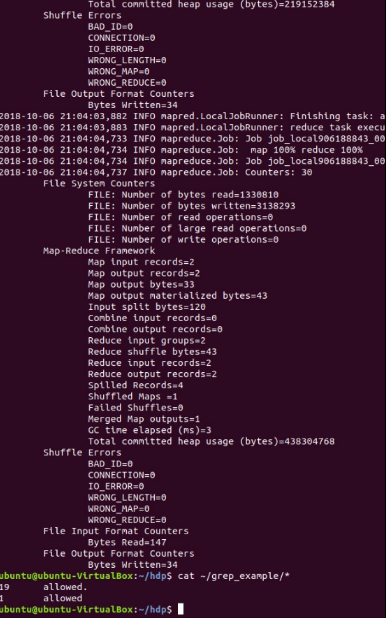 Total committed heap usage (bytes)=219152384
Shuffle Errors
BAD_ID=0
CONNECTION=0
IO_ERROR=0
WRONG_LENGTH=0
WRONG_MAP=0
WRONG_REDUCE=0
File Output Format Counters
Bytes Written=34
2018-10-06 21:04:03,882 INFO mapred.LocalJobRunner: Finishing task: a
2018-10-06 21:04:03,883 INFO mapred.LocalJobRunner: reduce task execu
2018-10-06 21:04:04,733 INFO mapreduce.Job: Job job_local906188843_00
2018-10-06 21:04:04,734 INFO mapreduce.Job:  map 100% reduce 100%
2018-10-06 21:04:04,734 INFO mapreduce.Job: Job job_local906188843_00
2018-10-06 21:04:04,737 INFO mapreduce.Job: Counters: 30
File System Counters
FILE: Number of bytes read=1330810
FILE: Number of bytes written=3138293
FILE: Number of read operations=0
FILE: Number of large read operations=0
FILE: Number of write operations=0
Map-Reduce Framework
Map input records=2
Map output records=2
Map output bytes=33
Map output materialized bytes=43
Input split bytes=120
Combine input records=0
Combine output records=0
Reduce input groups=2
Reduce shuffle bytes=43
Reduce input records=2
Reduce output records=2
Spilled Records=4
Shuffled Maps =1
Failed Shuffles=0
Merged Map outputs=1
GC time elapsed (ms)=3
Total committed heap usage (bytes)=438304768
Shuffle Errors
BAD_ID=0
CONNECTION=0
IO_ERROR=0
WRONG_LENGTH=0
WRONG_MAP=0
WRONG_REDUCE=0
File Input Format Counters
Bytes Read=147
File Output Format Counters
Bytes Written=34
ubuntu@ubuntu-VirtualBox:~/hdp$ cat ~/grep_example/*
19 allowed.
1 allowed
ubuntu@ubuntu-VirtualBox:~/hdp$